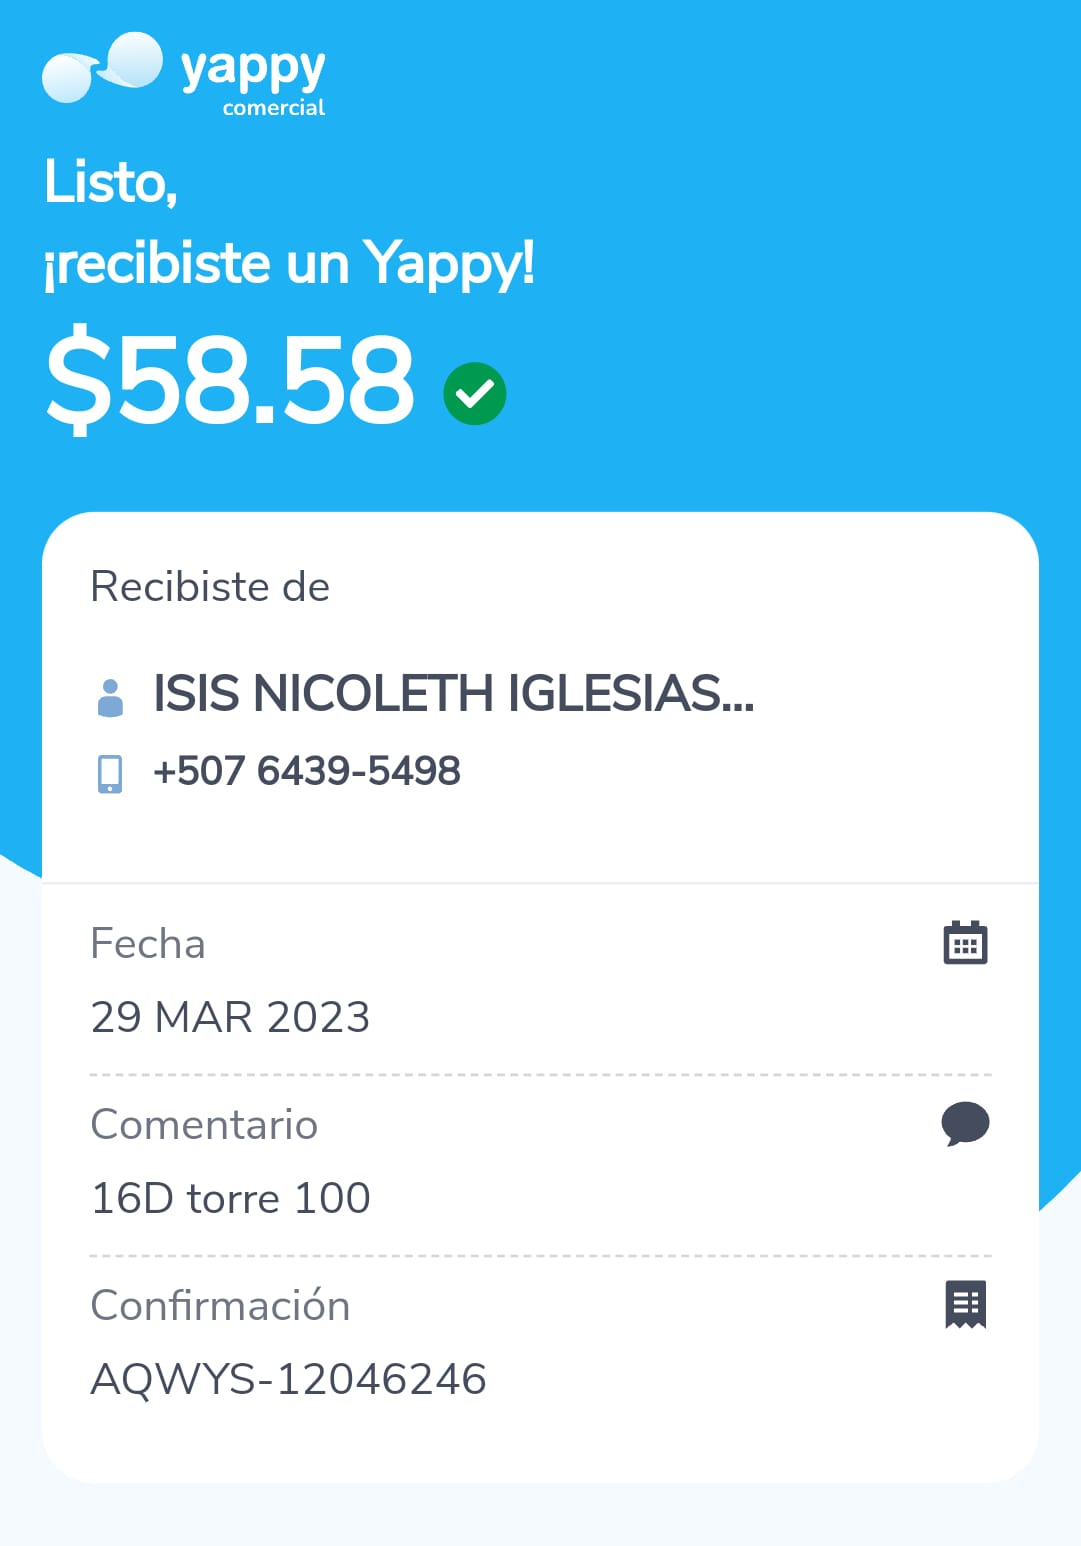 yappy
comercial
Listo,
¡recibiste un Yappy!
$58.58
Recibiste de
ISIS NICOLETH IGLESIAS...
+507 6439-5498
Fecha
29 MAR 2023
Comentario
16D torre 100
Confirmación
AQWYS-12046246